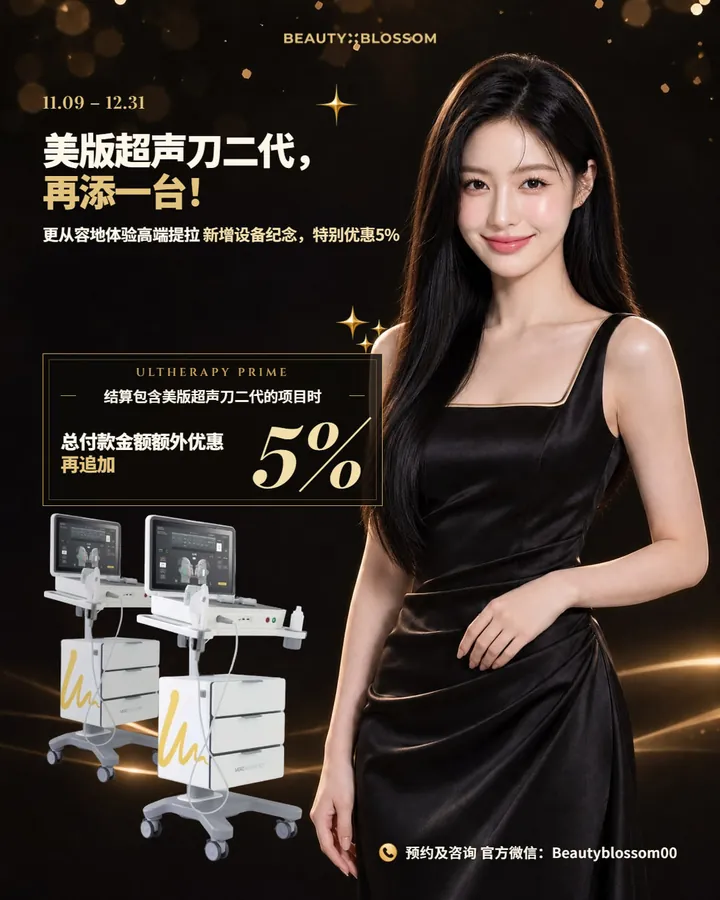 BEAUTY::BLOSSOM
11.09 – 12.31
美版超声刀二代，
再添一台！
更从容地体验高端提拉 新增设备纪念，特别优惠5%
ULTHERAPY PRIME
结算包含美版超声刀二代的项目时
总付款金额额外优惠
再追加
5%
预约及咨询 官方微信：Beautyblossom00